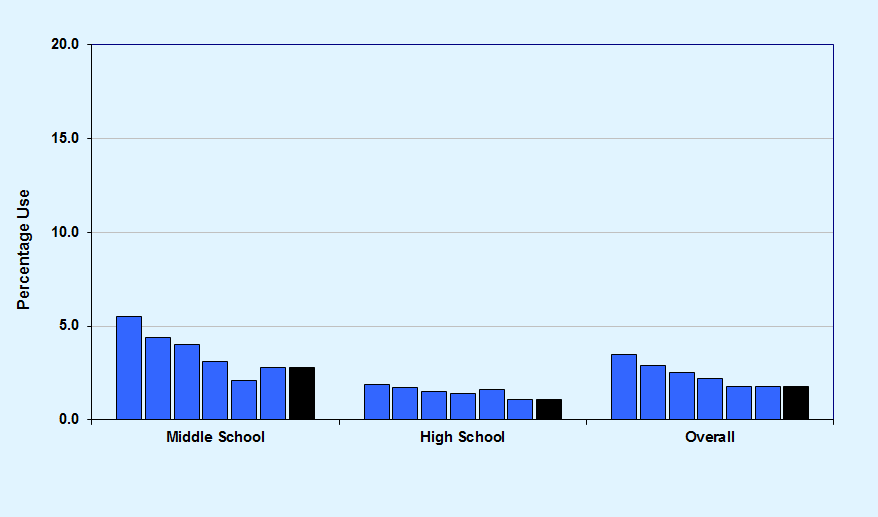 20.0
15.0
10.0
5.0
0.0
Percentage Use
Middle School
High School
Overall